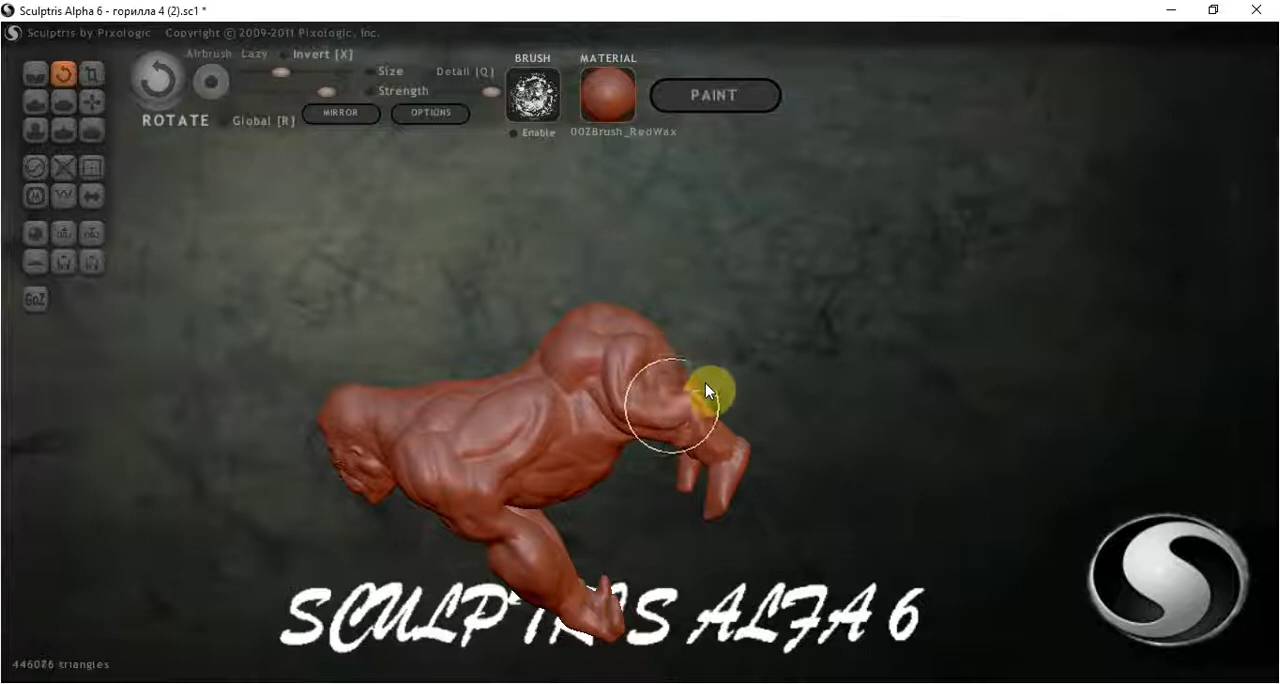 Sculptris Alpha 6 - горилла 4 (2).sc1 *
Sculptris by Pixologic Copyright © 2009-2011 Pixologic, Inc.
Airbrush Lazy Invert [X]
BRUSH MATERIAL
Size Detail [Q]
Strength
PAINT
ROTATE Global [R] MIRROR OPTIONS
Enable 00ZBrush_RedWax
GoZ
SCULPTRIS ALFA 6
446086 triangles